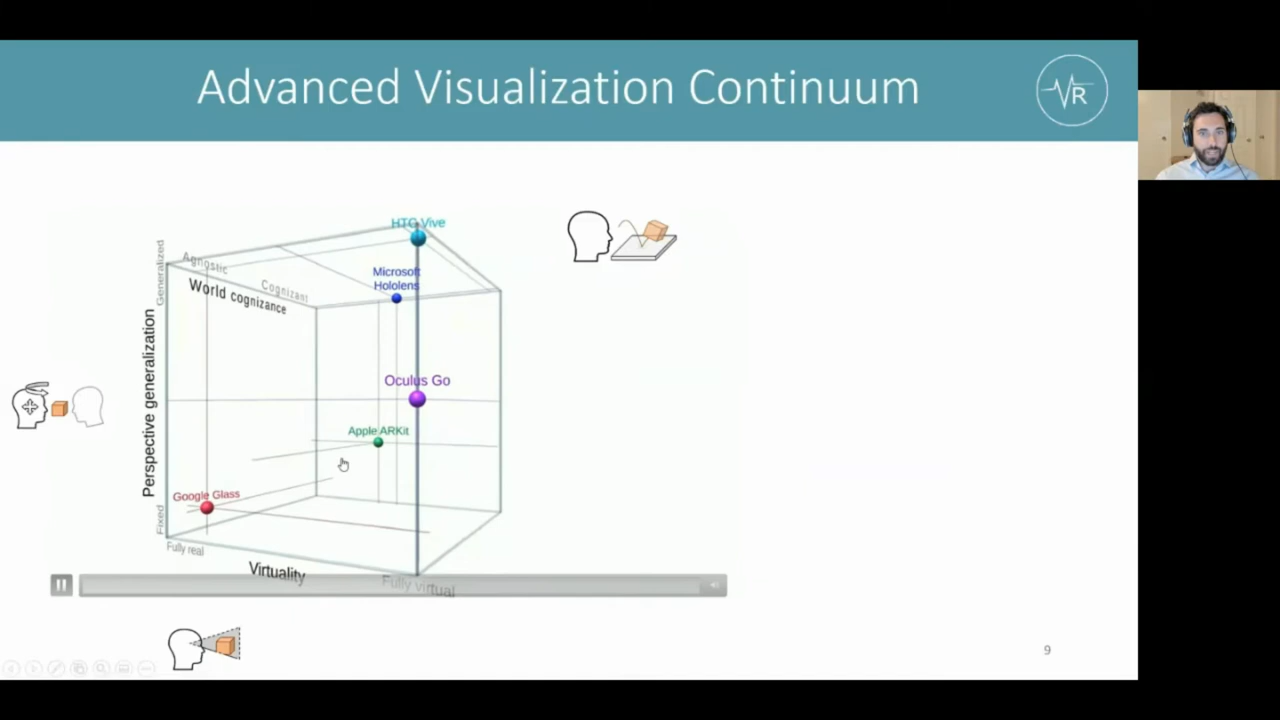 Advanced Visualization Continuum
VR
HTC Vive
Microsoft
Hololens
Generalized
Agnostic
Cognizant
World cognizance
Perspective generalization
Oculus Go
Apple ARKit
Google Glass
Fixed
Fully real
Virtuality
Fully virtual
9